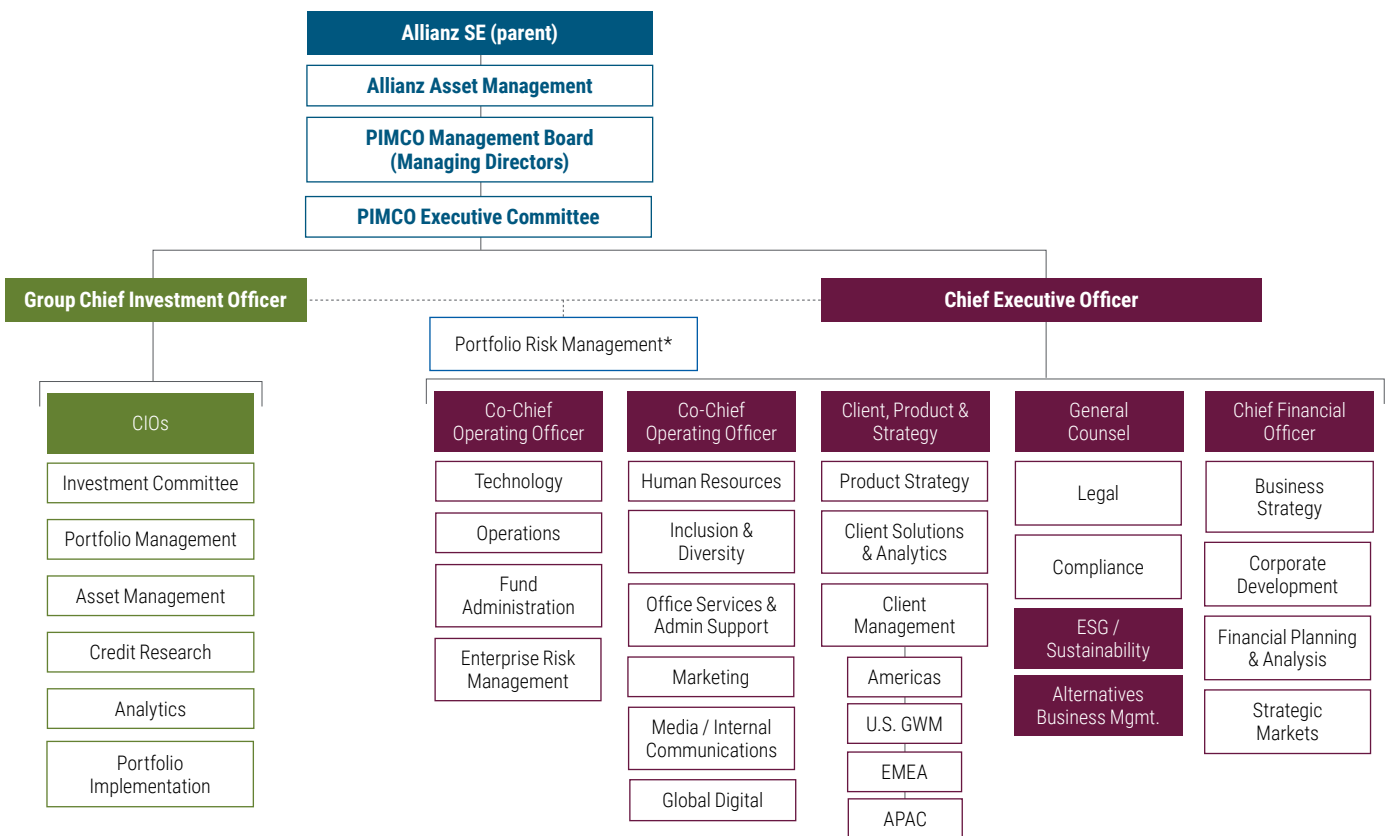 Allianz SE (parent)
Allianz Asset Management
PIMCO Management Board
(Managing Directors)
PIMCO Executive Committee
Group Chief Investment Officer
Chief Executive Officer
Portfolio Risk Management*
CIOs
Investment Committee
Portfolio Management
Asset Management
Credit Research
Analytics
Portfolio
Implementation
Co-Chief
Operating Officer
Technology
Operations
Fund
Administration
Enterprise Risk
Management
Co-Chief
Operating Officer
Human Resources
Inclusion &
Diversity
Office Services &
Admin Support
Marketing
Media / Internal
Communications
Global Digital
Client, Product &
Strategy
Product Strategy
Client Solutions
& Analytics
Client
Management
Americas
U.S. GWM
EMEA
APAC
General
Counsel
Legal
Compliance
ESG /
Sustainability
Alternatives
Business Mgmt.
Chief Financial
Officer
Business
Strategy
Corporate
Development
Financial Planning
& Analysis
Strategic
Markets